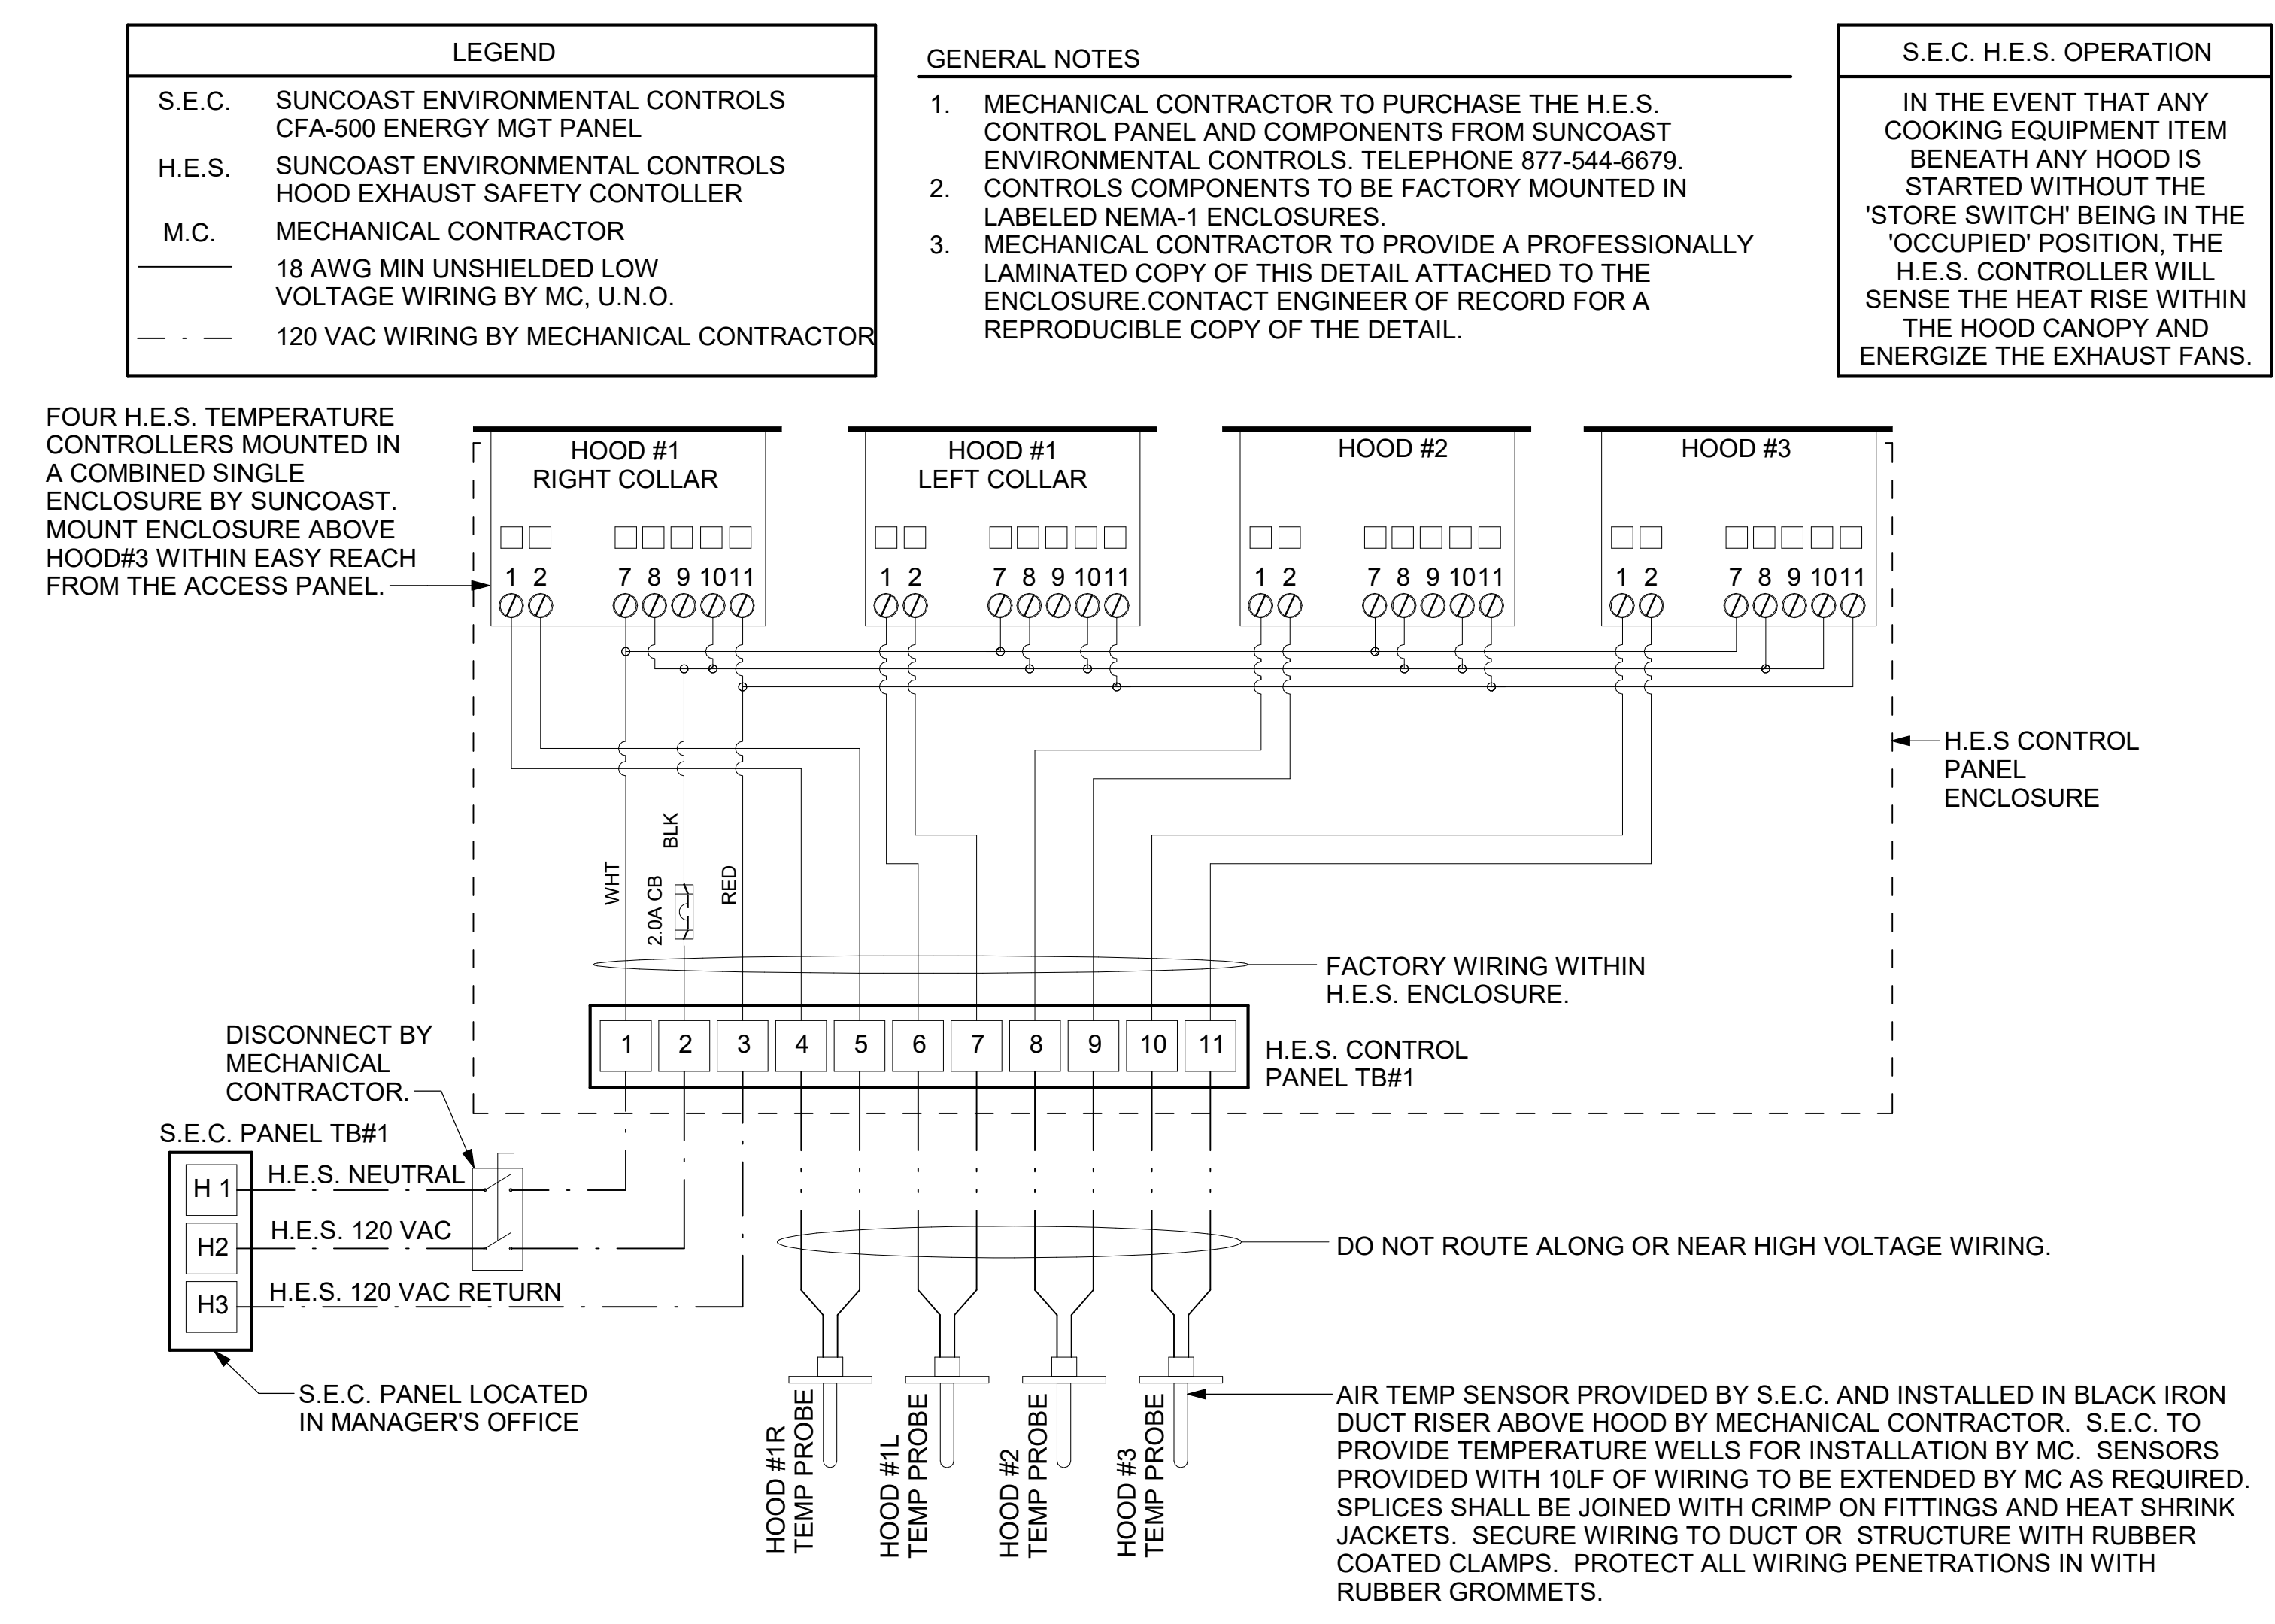 LEGEND
S.E.C. SUNCOAST ENVIRONMENTAL CONTROLS
CFA-500 ENERGY MGT PANEL
H.E.S. SUNCOAST ENVIRONMENTAL CONTROLS
HOOD EXHAUST SAFETY CONTOLLER
M.C. MECHANICAL CONTRACTOR
18 AWG MIN UNSHIELDED LOW
VOLTAGE WIRING BY MC, U.N.O.
120 VAC WIRING BY MECHANICAL CONTRACTOR
GENERAL NOTES
1. MECHANICAL CONTRACTOR TO PURCHASE THE H.E.S.
CONTROL PANEL AND COMPONENTS FROM SUNCOAST
ENVIRONMENTAL CONTROLS. TELEPHONE 877-544-6679.
2. CONTROLS COMPONENTS TO BE FACTORY MOUNTED IN
LABELED NEMA-1 ENCLOSURES.
3. MECHANICAL CONTRACTOR TO PROVIDE A PROFESSIONALLY
LAMINATED COPY OF THIS DETAIL ATTACHED TO THE
ENCLOSURE.CONTACT ENGINEER OF RECORD FOR A
REPRODUCIBLE COPY OF THE DETAIL.
S.E.C. H.E.S. OPERATION
IN THE EVENT THAT ANY
COOKING EQUIPMENT ITEM
BENEATH ANY HOOD IS
STARTED WITHOUT THE
'STORE SWITCH' BEING IN THE
'OCCUPIED' POSITION, THE
H.E.S. CONTROLLER WILL
SENSE THE HEAT RISE WITHIN
THE HOOD CANOPY AND
ENERGIZE THE EXHAUST FANS.
FOUR H.E.S. TEMPERATURE
CONTROLLERS MOUNTED IN
A COMBINED SINGLE
ENCLOSURE BY SUNCOAST.
MOUNT ENCLOSURE ABOVE
HOOD#3 WITHIN EASY REACH
FROM THE ACCESS PANEL.
HOOD #1
RIGHT COLLAR
1 2 7 8 9 10 11
HOOD #1
LEFT COLLAR
1 2 7 8 9 10 11
HOOD #2
1 2 7 8 9 10 11
HOOD #3
1 2 7 8 9 10 11
H.E.S CONTROL
PANEL
ENCLOSURE
WHT
2.0A CB
BLK
RED
FACTORY WIRING WITHIN
H.E.S. ENCLOSURE.
1 2 3 4 5 6 7 8 9 10 11
H.E.S. CONTROL
PANEL TB#1
DISCONNECT BY
MECHANICAL
CONTRACTOR.
S.E.C. PANEL TB#1
H 1 H.E.S. NEUTRAL
H2 H.E.S. 120 VAC
H3 H.E.S. 120 VAC RETURN
S.E.C. PANEL LOCATED
IN MANAGER'S OFFICE
DO NOT ROUTE ALONG OR NEAR HIGH VOLTAGE WIRING.
HOOD #1R
TEMP PROBE
HOOD #1L
TEMP PROBE
HOOD #2
TEMP PROBE
HOOD #3
TEMP PROBE
AIR TEMP SENSOR PROVIDED BY S.E.C. AND INSTALLED IN BLACK IRON
DUCT RISER ABOVE HOOD BY MECHANICAL CONTRACTOR. S.E.C. TO
PROVIDE TEMPERATURE WELLS FOR INSTALLATION BY MC. SENSORS
PROVIDED WITH 10LF OF WIRING TO BE EXTENDED BY MC AS REQUIRED.
SPLICES SHALL BE JOINED WITH CRIMP ON FITTINGS AND HEAT SHRINK
JACKETS. SECURE WIRING TO DUCT OR STRUCTURE WITH RUBBER
COATED CLAMPS. PROTECT ALL WIRING PENETRATIONS IN WITH
RUBBER GROMMETS.